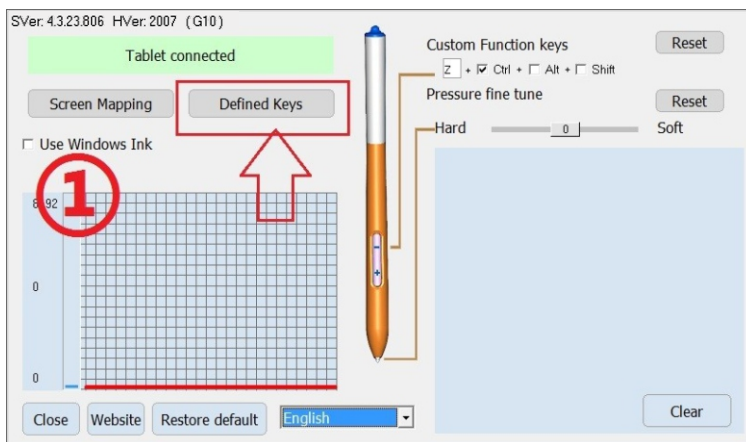 SVer: 4.3.23.806 HVer: 2007 (G10)
Tablet connected
Screen Mapping
Defined Keys
Use Windows Ink
①
8192
0
0
Close
Website
Restore default
English
Custom Function keys
Reset
Z + Ctrl + Alt + Shift
Pressure fine tune
Reset
Hard
0
Soft
-
+
Clear